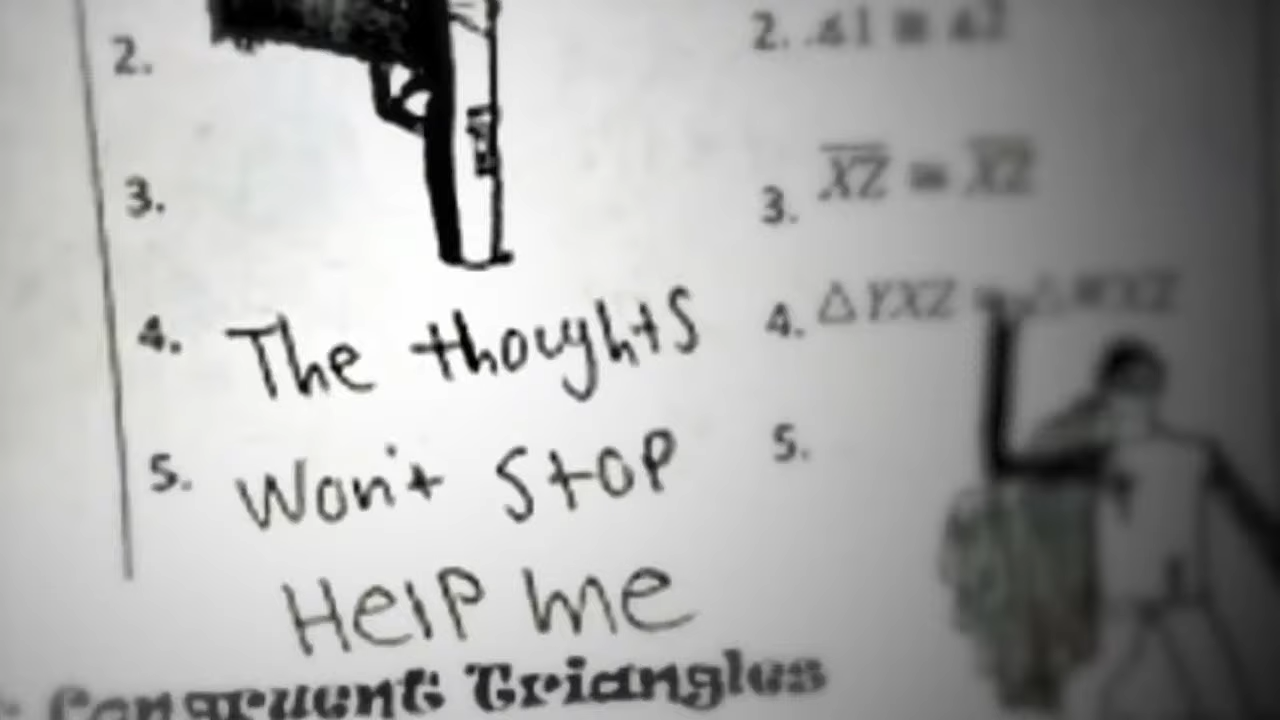 2.
2. ∠1 ≅ ∠2
3.
3. XZ ≅ XZ
4. The thoughts
4. △YXZ ≅ △WXZ
5. Won't Stop
5.
Help me
Congruent Triangles